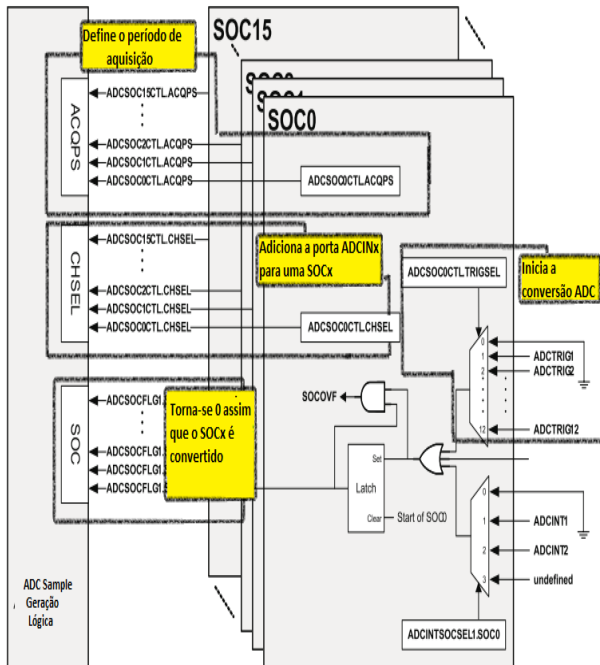 Define o período de
aquisição
SOC15
SOC0
ACQPS
ADCSOC15CTL.ACQPS
ADCSOC2CTL.ACQPS
ADCSOC1CTL.ACQPS
ADCSOC0CTL.ACQPS
ADCSOC0CTL.ACQPS
CHSEL
ADCSOC15CTL.CHSEL
ADCSOC2CTL.CHSEL
ADCSOC1CTL.CHSEL
ADCSOC0CTL.CHSEL
ADCSOC0CTL.CHSEL
Adiciona a porta ADCINx
para uma SOCx
ADCSOC0CTL.TRIGSEL
Inicia a
conversão ADC
0
1
2
12
ADCTRIG1
ADCTRIG2
ADCTRIG12
SOC
ADCSOCFLG1.
ADCSOCFLG1.
ADCSOCFLG1.
ADCSOCFLG1.
Torna-se 0 assim
que o SOCx é
convertido
SOCOVF
Set
Latch
Clear
Start of SOC0
0
1
2
3
ADCINT1
ADCINT2
undefined
ADCINTSOCSEL1.SOC0
ADC Sample
Geração
Lógica